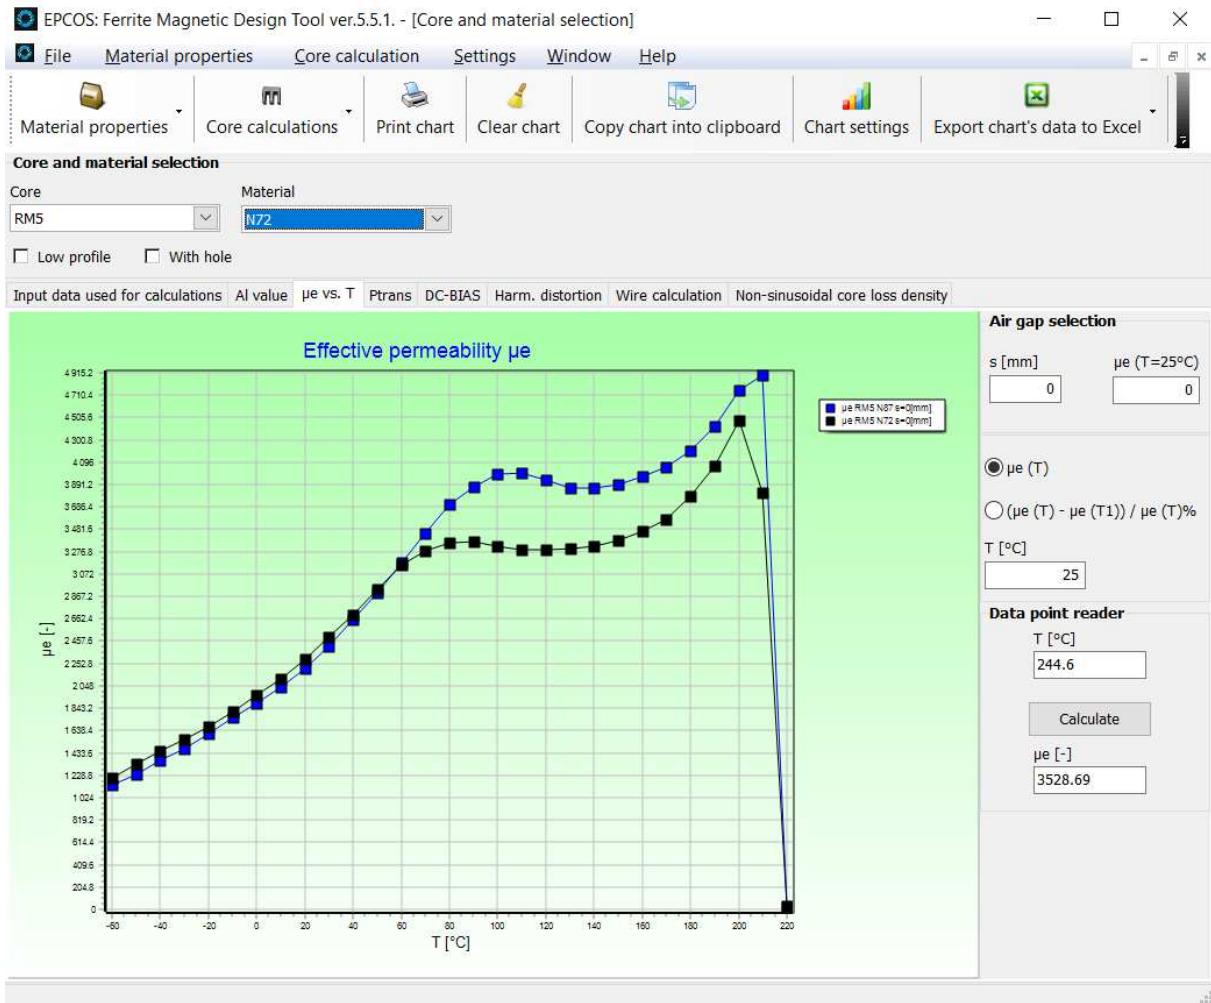 EPCOS: Ferrite Magnetic Design Tool ver.5.5.1. - [Core and material selection]
File Material properties Core calculation Settings Window Help
Material properties Core calculations Print chart Clear chart Copy chart into clipboard Chart settings Export chart's data to Excel
Core and material selection
Core Material
RM5 N72
Low profile With hole
Input data used for calculations Al value µe vs. T Ptrans DC-BIAS Harm. distortion Wire calculation Non-sinusoidal core loss density
Effective permeability µe
4 915.2
4 710.4
4 505.6
4 300.8
4 096
3 891.2
3 686.4
3 481.6
3 276.8
3 072
2 867.2
2 662.4
2 457.6
2 252.8
2 048
1 843.2
1 638.4
1 433.6
1 228.8
1 024
819.2
614.4
409.6
204.8
0
µe [-]
-60 -40 -20 0 20 40 60 80 100 120 140 160 180 200 220
T [°C]
µe RM5 N87 s=0[mm]
µe RM5 N72 s=0[mm]
Air gap selection
s [mm] µe (T=25°C)
0 0
µe (T)
(µe (T) - µe (T1)) / µe (T)%
T [°C]
25
Data point reader
T [°C]
244.6
Calculate
µe [-]
3528.69